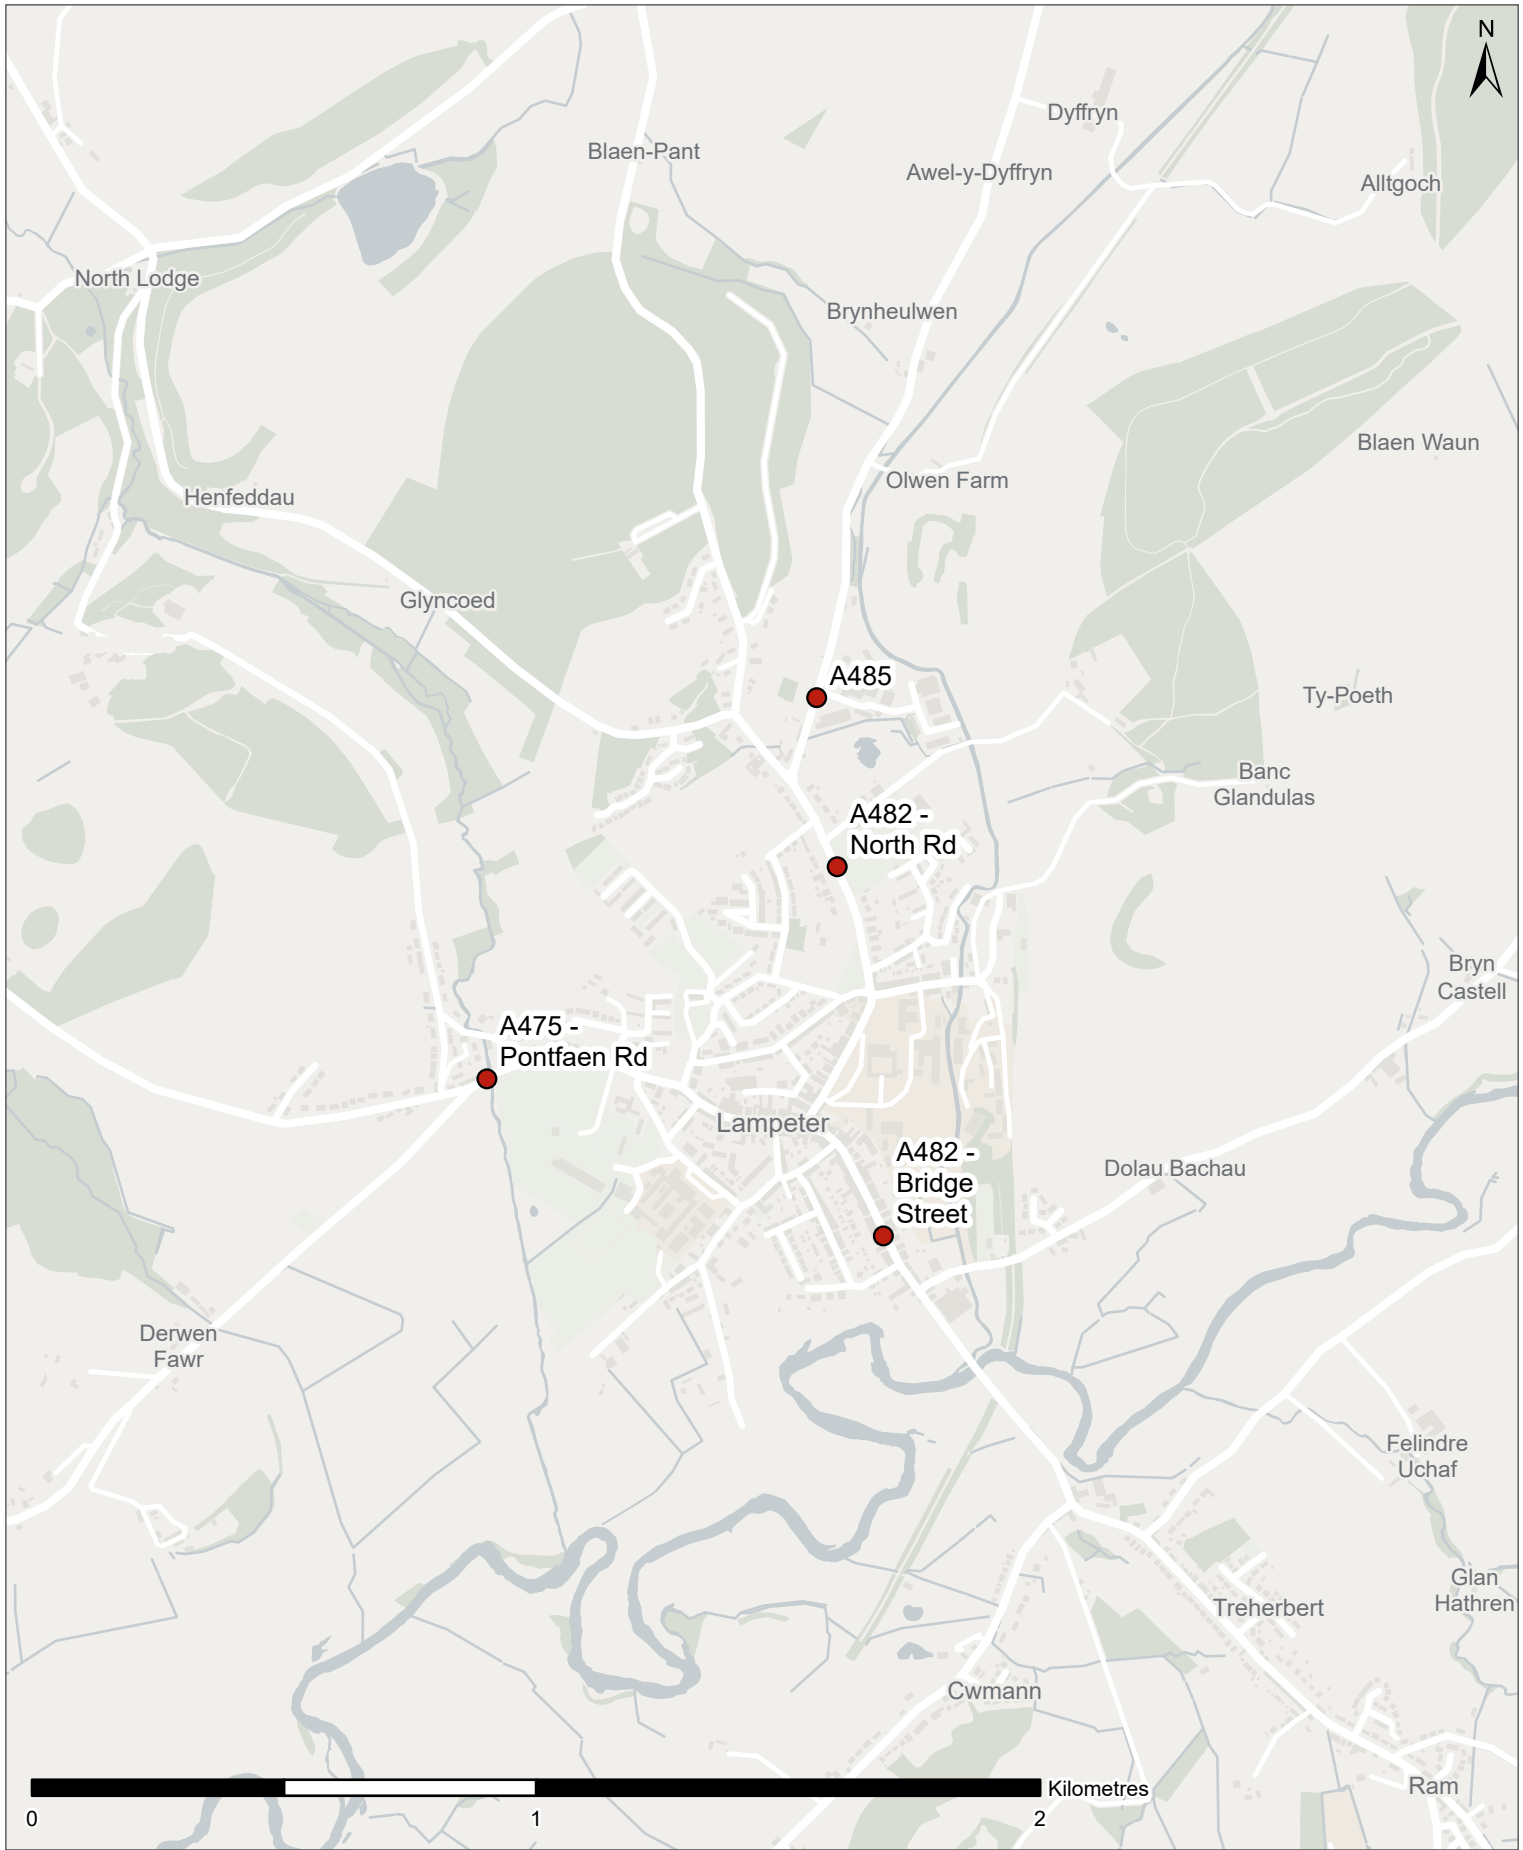 N
Dyffryn
Blaen-Pant
Awel-y-Dyffryn
Alltgoch
North Lodge
Brynheulwen
Blaen Waun
Olwen Farm
Henfeddau
Glyncoed
A485
Ty-Poeth
Banc
Glandulas
A482 -
North Rd
Bryn
Castell
A475 -
Pontfaen Rd
Lampeter
A482 -
Bridge
Street
Dolau Bachau
Derwen
Fawr
Felindre
Uchaf
Glan
Hathren
Treherbert
Cwmann
Ram
Kilometres
0
1
2